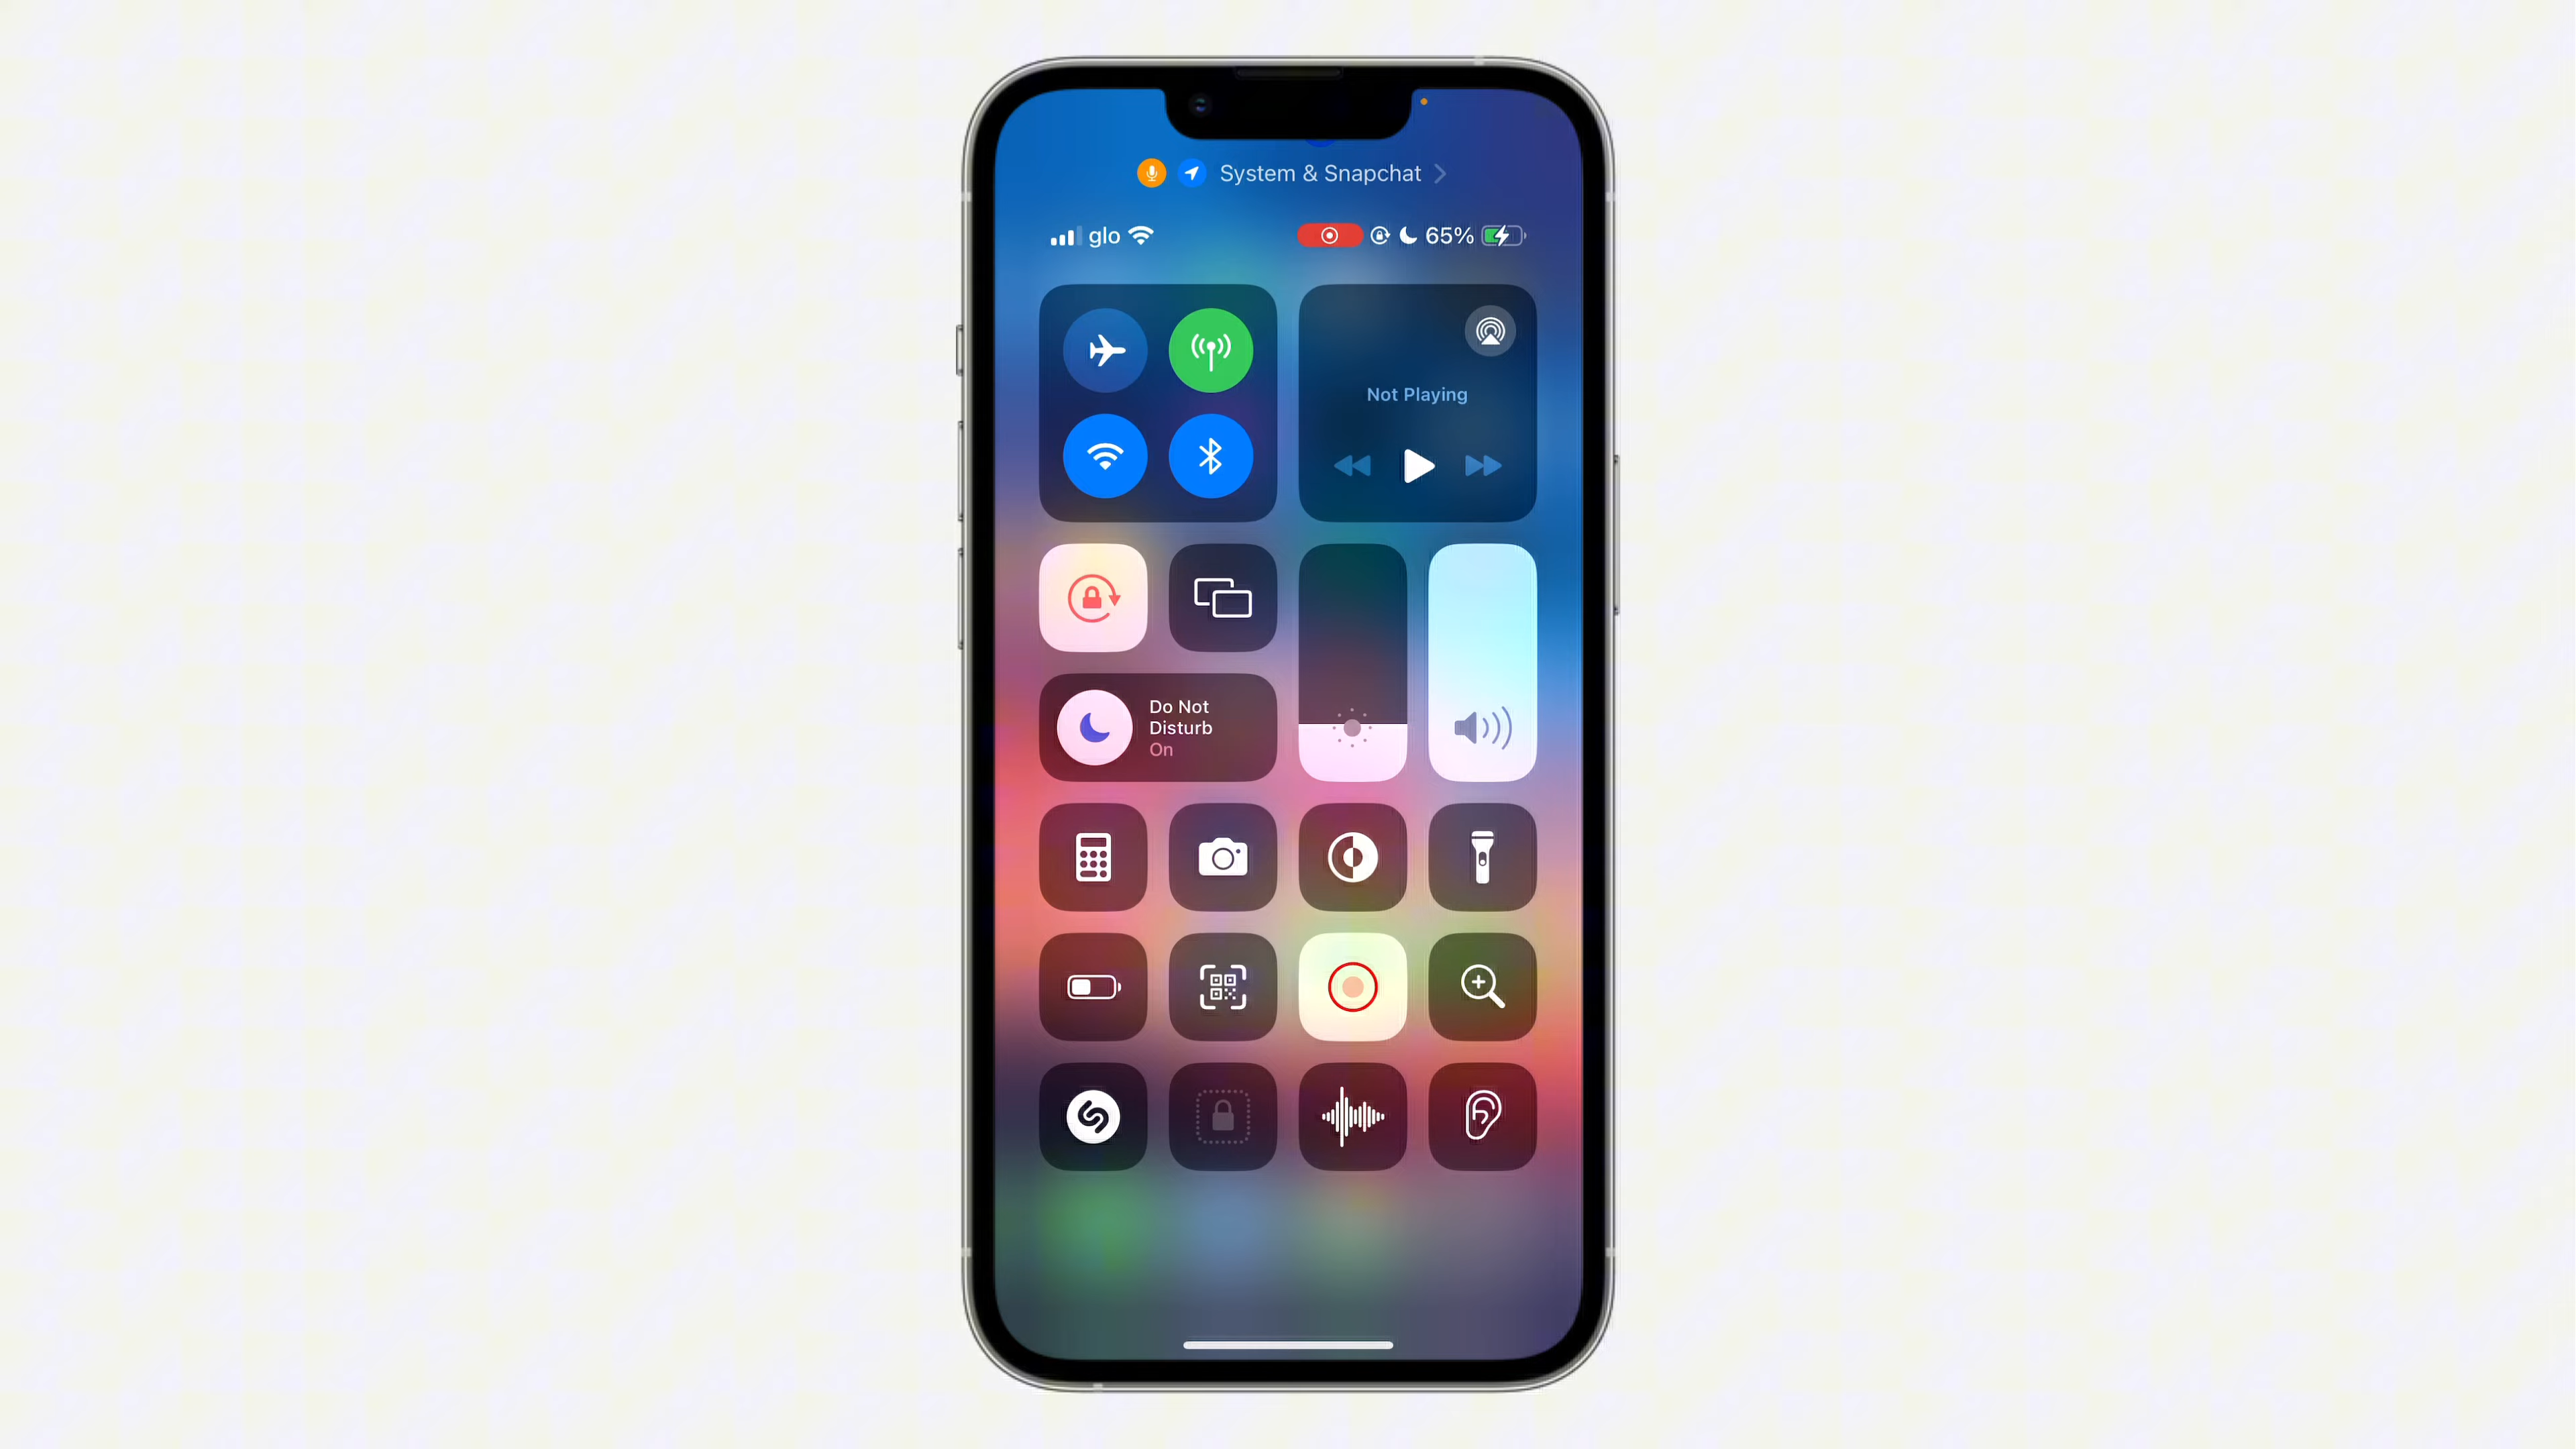 System & Snapchat
glo 65%
Not Playing
Do Not
Disturb
On